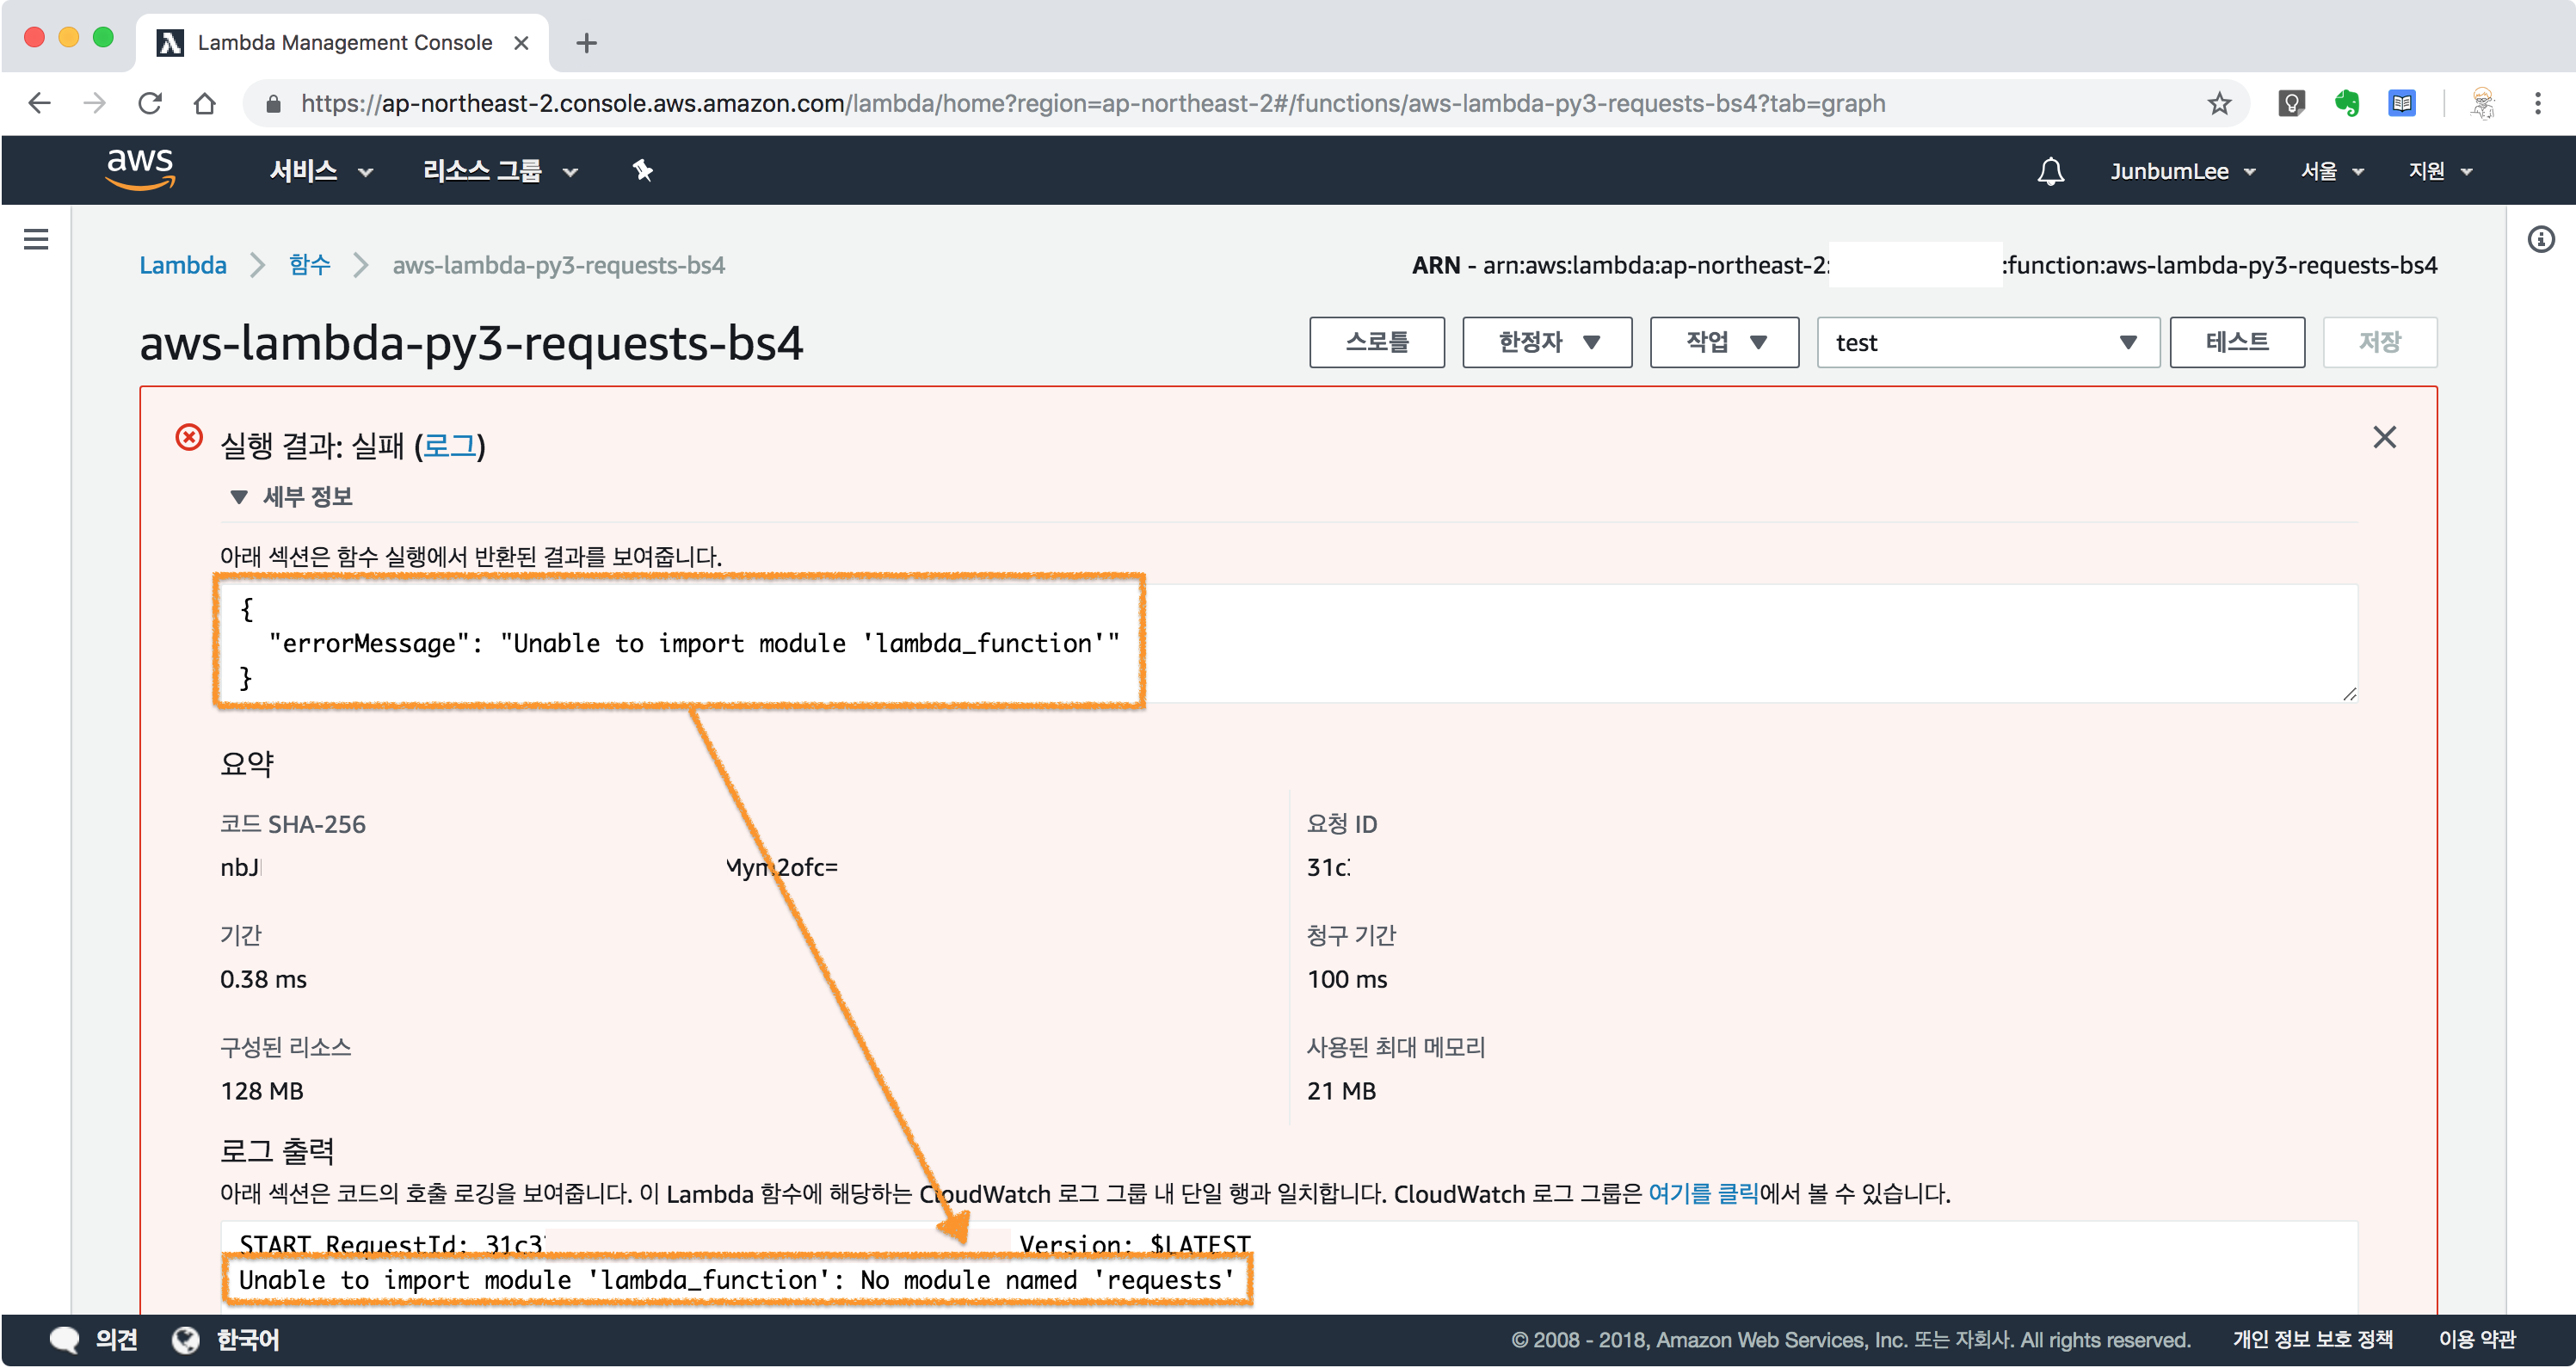 Lambda Management Console
https://ap-northeast-2.console.aws.amazon.com/lambda/home?region=ap-northeast-2#/functions/aws-lambda-py3-requests-bs4?tab=graph
aws 서비스 리소스 그룹 JunbumLee 서울 지원
Lambda 함수 aws-lambda-py3-requests-bs4 ARN - arn:aws:lambda:ap-northeast-2: :function:aws-lambda-py3-requests-bs4
aws-lambda-py3-requests-bs4 스로틀 한정자 작업 test 테스트 저장
실행 결과: 실패 (로그)
세부 정보
아래 섹션은 함수 실행에서 반환된 결과를 보여줍니다.
{
"errorMessage": "Unable to import module 'lambda_function'"
}
요약
코드 SHA-256 요청 ID
nbJ Mym2ofc= 31c
기간 청구 기간
0.38 ms 100 ms
구성된 리소스 사용된 최대 메모리
128 MB 21 MB
로그 출력
아래 섹션은 코드의 호출 로깅을 보여줍니다. 이 Lambda 함수에 해당하는 CloudWatch 로그 그룹 내 단일 행과 일치합니다. CloudWatch 로그 그룹은 여기를 클릭에서 볼 수 있습니다.
START RequestId: 31c3 Version: $LATEST
Unable to import module 'lambda_function': No module named 'requests'
의견 한국어 © 2008 - 2018, Amazon Web Services, Inc. 또는 자회사. All rights reserved. 개인 정보 보호 정책 이용 약관